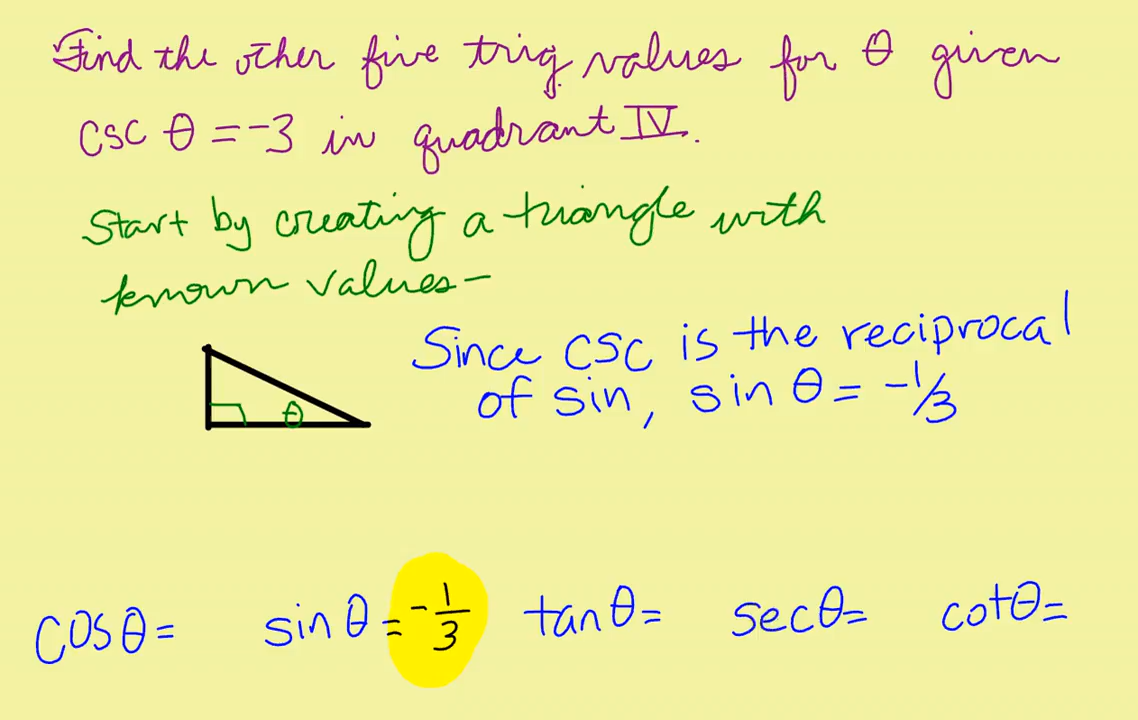 Find the other five trig values for θ given
csc θ = -3 in quadrant IV.
Start by creating a triangle with
known values-
Since csc is the reciprocal
of sin, sin θ = -1/3
θ
cos θ = sin θ = -1/3 tan θ = sec θ = cot θ =